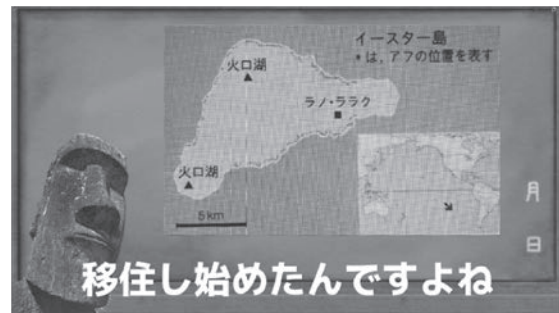 イースター島
*は,アフの位置を表す
火口湖
ラノ・ララク
火口湖
5km
月
日
移住し始めたんですよね